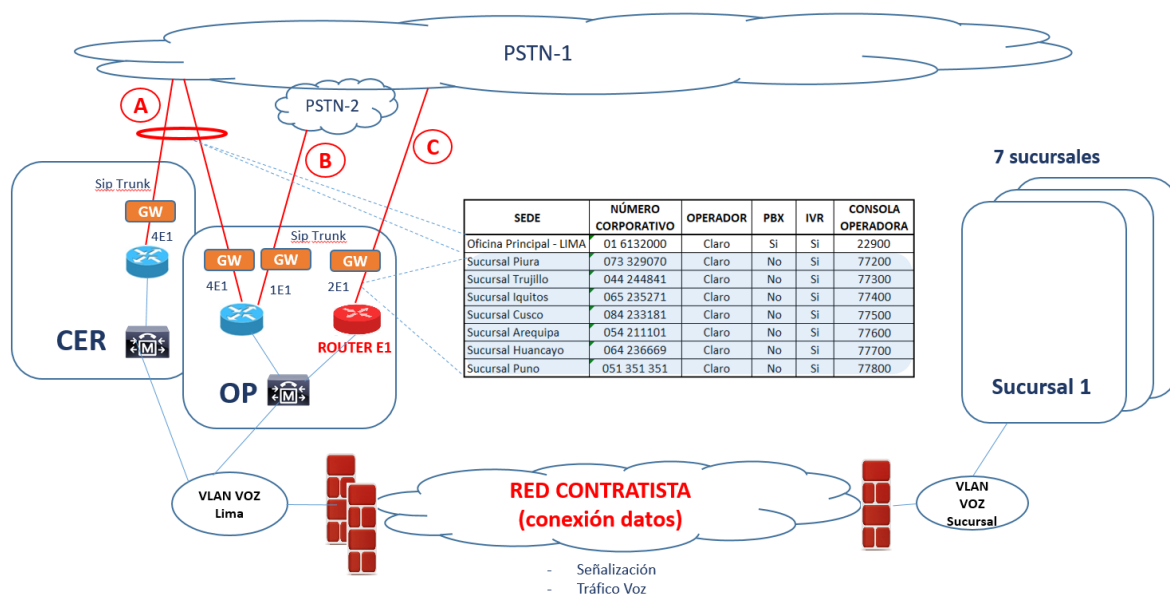 PSTN-1
PSTN-2
A
B
C
7 sucursales
Sip Trunk
GW
4E1
CER
Sip Trunk
GW
GW
GW
4E1
1E1
2E1
ROUTER E1
M
OP
M
SEDE NÚMERO CORPORATIVO OPERADOR PBX IVR CONSOLA OPERADORA
Oficina Principal - LIMA 01 6132000 Claro Si Si 22900
Sucursal Piura 073 329070 Claro No Si 77200
Sucursal Trujillo 044 244841 Claro No Si 77300
Sucursal Iquitos 065 235271 Claro No Si 77400
Sucursal Cusco 084 233181 Claro No Si 77500
Sucursal Arequipa 054 211101 Claro No Si 77600
Sucursal Huancayo 064 236669 Claro No Si 77700
Sucursal Puno 051 351 351 Claro No Si 77800
Sucursal 1
VLAN VOZ
Lima
RED CONTRATISTA
(conexión datos)
VLAN
VOZ
Sucursal
- Señalización
- Tráfico Voz